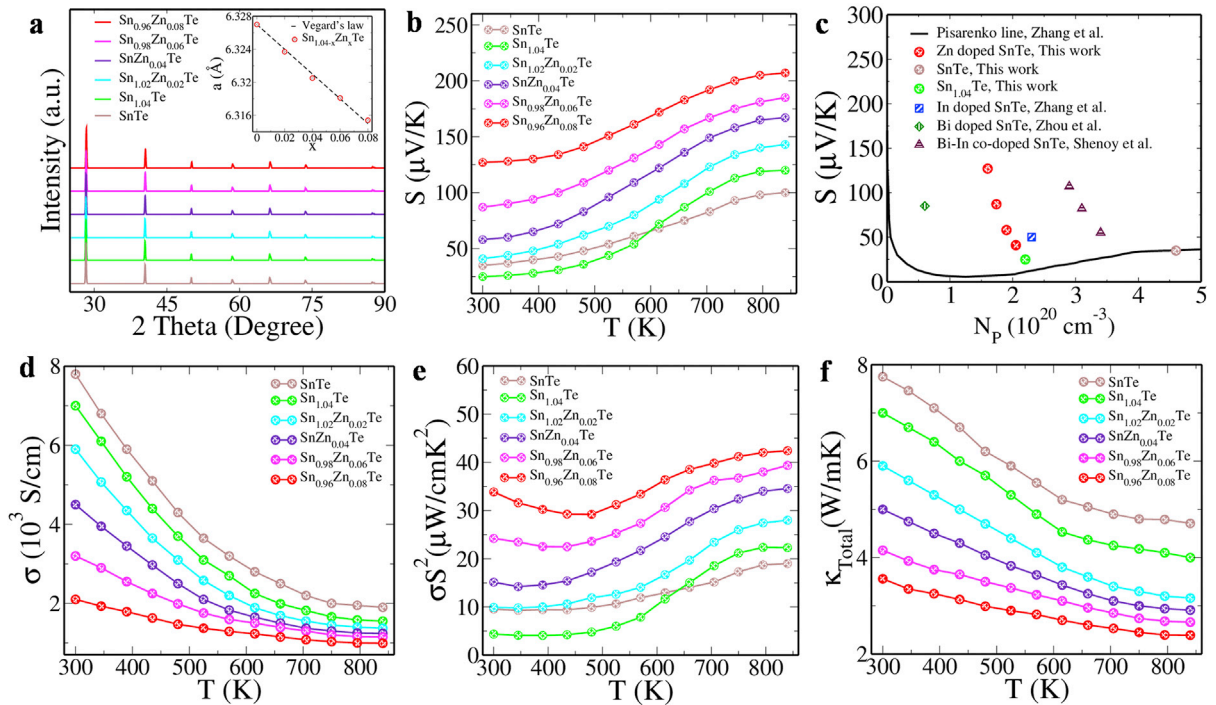 a
Sn0.96Zn0.08Te
Sn0.98Zn0.06Te
SnZn0.04Te
Sn1.02Zn0.02Te
Sn1.04Te
SnTe
6.328
6.324
6.32
6.316
a (Å)
Vegard's law
Sn1.04-xZnxTe
0 0.02 0.04 0.06 0.08
X
Intensity (a.u.)
30 45 60 75 90
2 Theta (Degree)
b
250
200
150
100
50
S (μV/K)
SnTe
Sn1.04Te
Sn1.02Zn0.02Te
SnZn0.04Te
Sn0.98Zn0.06Te
Sn0.96Zn0.08Te
300 400 500 600 700 800
T (K)
c
300
250
200
150
100
50
0
S (μV/K)
Pisarenko line, Zhang et al.
Zn doped SnTe, This work
SnTe, This work
Sn1.04Te, This work
In doped SnTe, Zhang et al.
Bi doped SnTe, Zhou et al.
Bi-In co-doped SnTe, Shenoy et al.
0 1 2 3 4 5
NP (10^20 cm^-3)
d
8
6
4
2
σ (10^3 S/cm)
SnTe
Sn1.04Te
Sn1.02Zn0.02Te
SnZn0.04Te
Sn0.98Zn0.06Te
Sn0.96Zn0.08Te
300 400 500 600 700 800
T (K)
e
60
50
40
30
20
10
0
σS^2 (μW/cmK^2)
SnTe
Sn1.04Te
Sn1.02Zn0.02Te
SnZn0.04Te
Sn0.98Zn0.06Te
Sn0.96Zn0.08Te
300 400 500 600 700 800
T (K)
f
8
6
4
2
κTotal (W/mK)
SnTe
Sn1.04Te
Sn1.02Zn0.02Te
SnZn0.04Te
Sn0.98Zn0.06Te
Sn0.96Zn0.08Te
300 400 500 600 700 800
T (K)